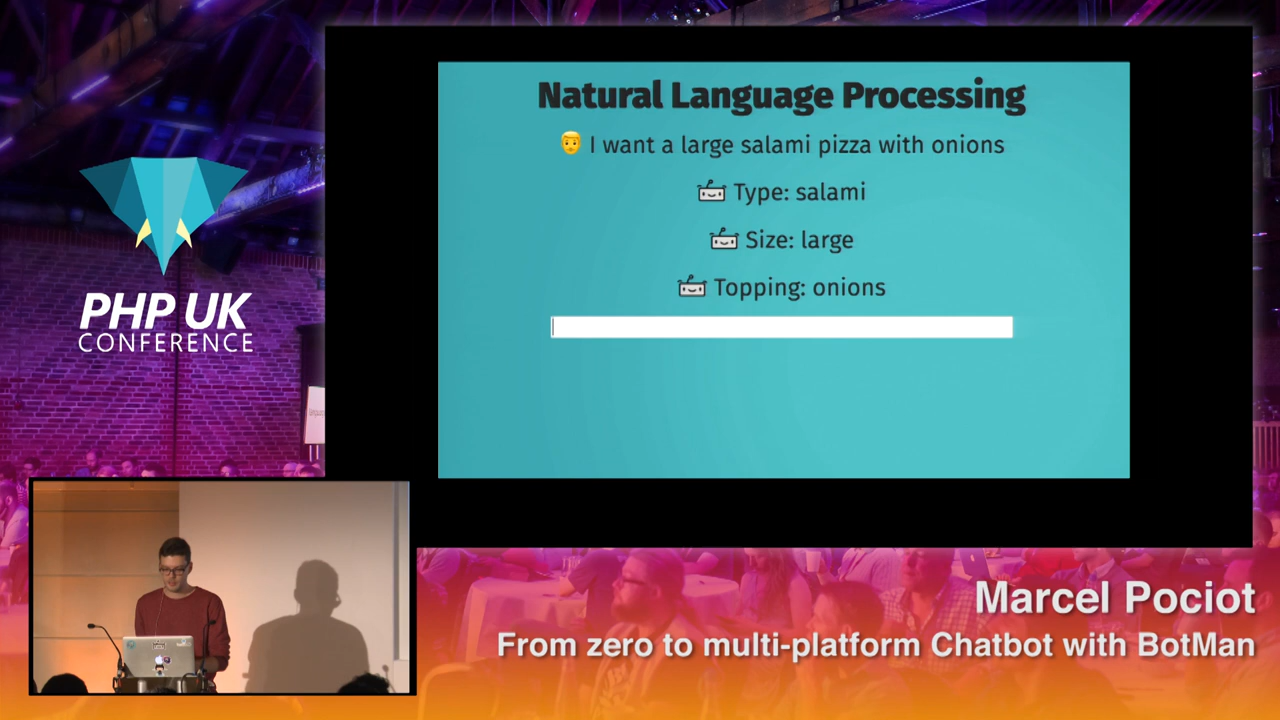 Natural Language Processing
I want a large salami pizza with onions
Type: salami
Size: large
Topping: onions
PHP UK
CONFERENCE
Marcel Pociot
From zero to multi-platform Chatbot with BotMan